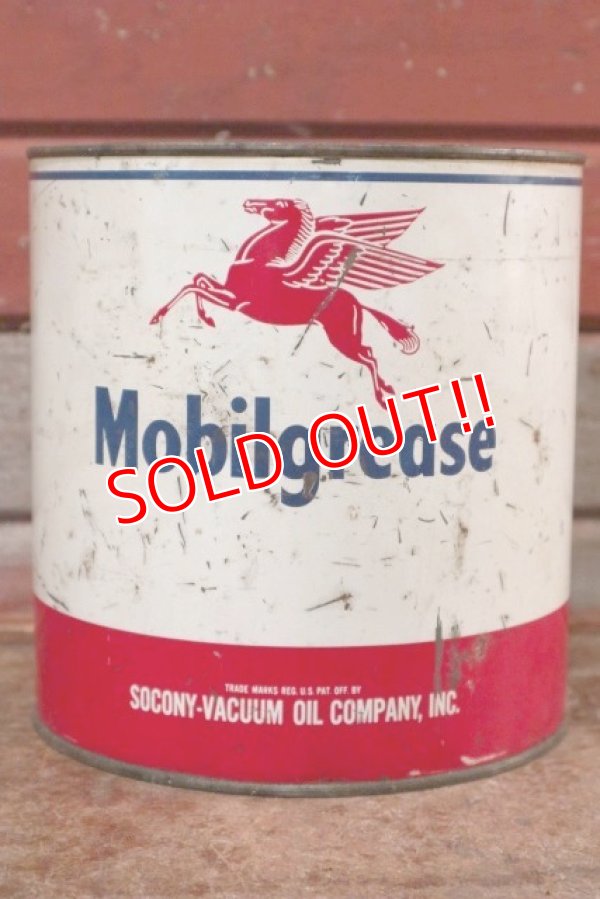 Mobilgrease
SOLD OUT!!
TRADE MARKS REG. U.S. PAT. OFF. BY
SOCONY-VACUUM OIL COMPANY, INC.